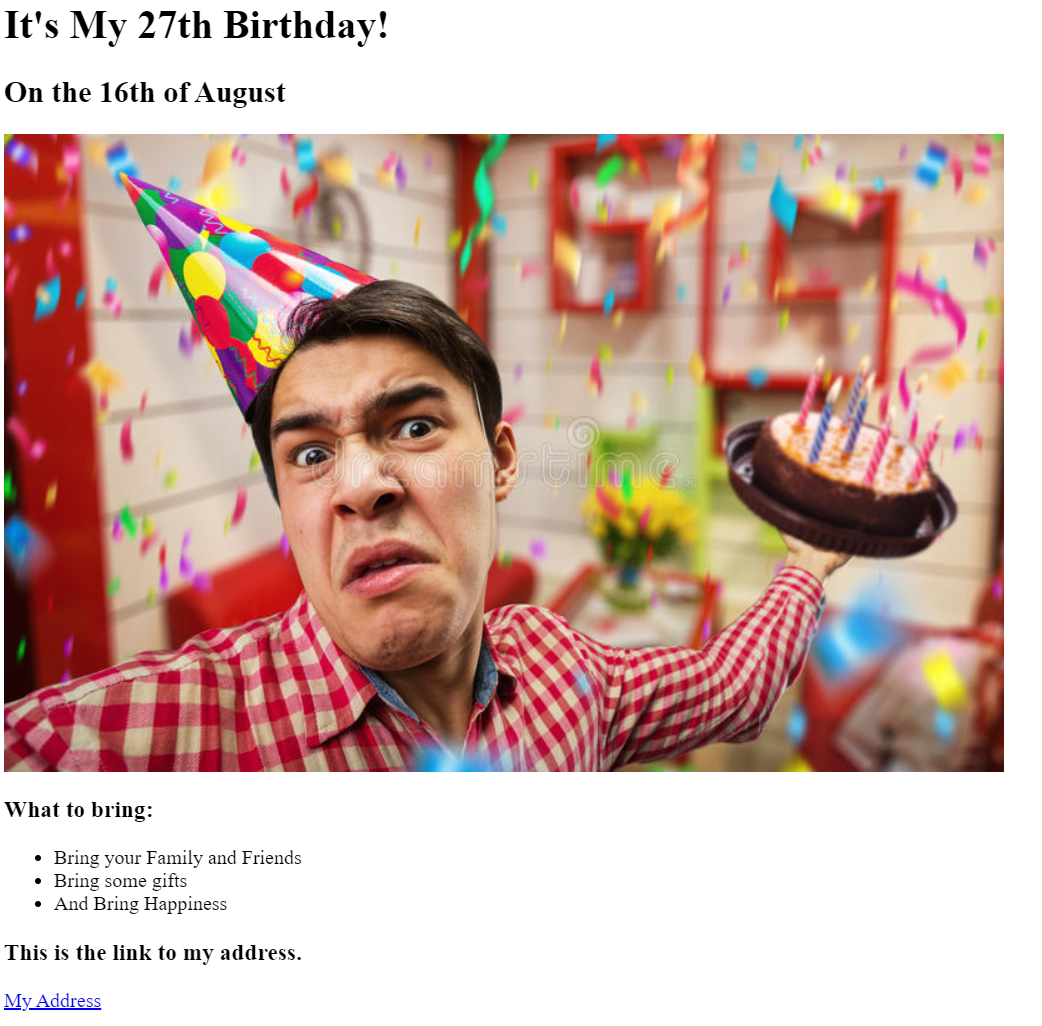 It's My 27th Birthday!
On the 16th of August
dreamstime.
What to bring:
Bring your Family and Friends
Bring some gifts
And Bring Happiness
This is the link to my address.
My Address